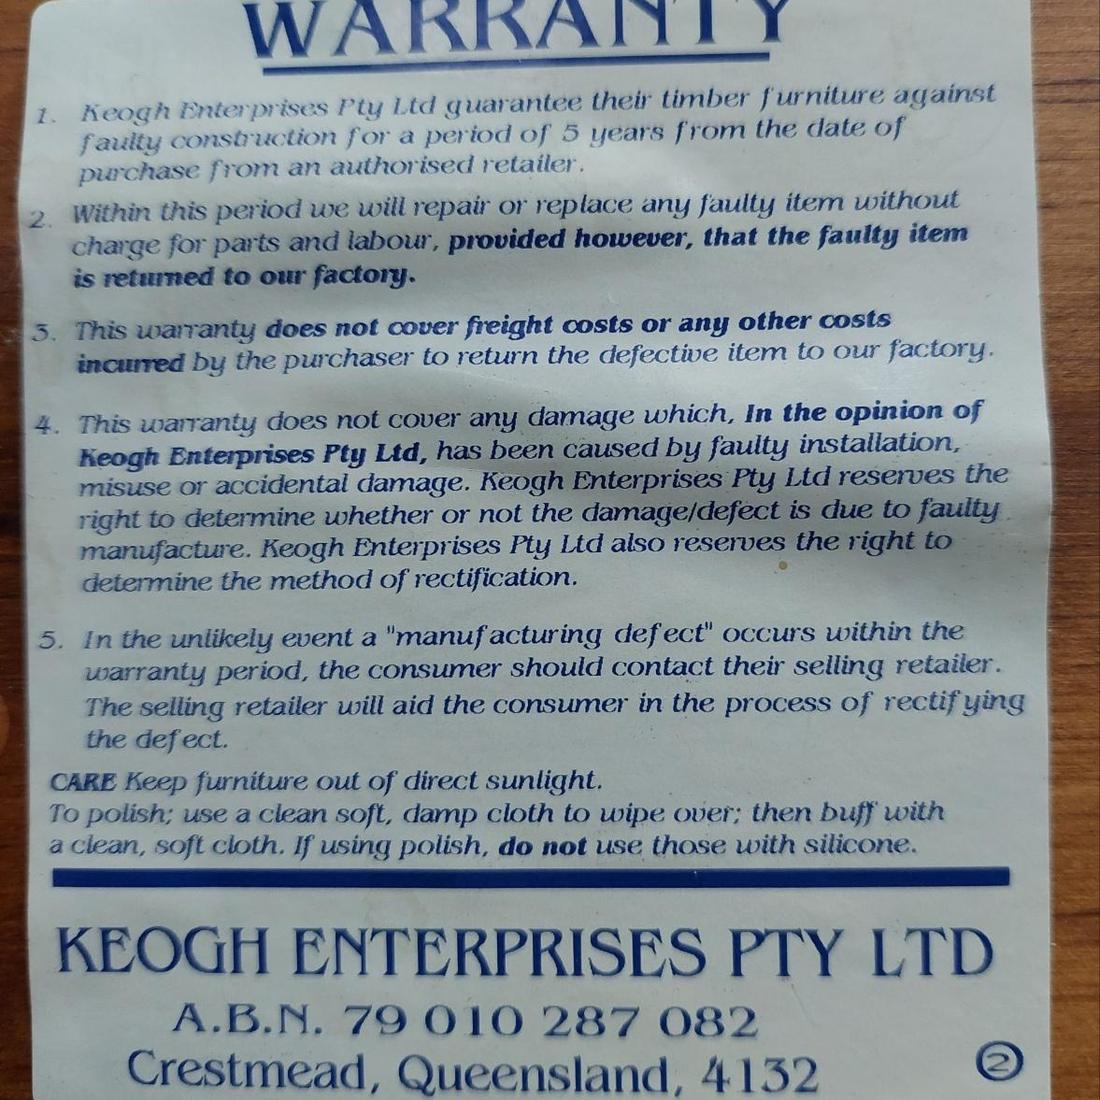 WARRANTY
1. Keogh Enterprises Pty Ltd guarantee their timber furniture against
faulty construction for a period of 5 years from the date of
purchase from an authorised retailer.
2. Within this period we will repair or replace any faulty item without
charge for parts and labour, provided however, that the faulty item
is returned to our factory.
3. This warranty does not cover freight costs or any other costs
incurred by the purchaser to return the defective item to our factory.
4. This warranty does not cover any damage which, In the opinion of
Keogh Enterprises Pty Ltd, has been caused by faulty installation,
misuse or accidental damage. Keogh Enterprises Pty Ltd reserves the
right to determine whether or not the damage/defect is due to faulty
manufacture. Keogh Enterprises Pty Ltd also reserves the right to
determine the method of rectification.
5. In the unlikely event a "manufacturing defect" occurs within the
warranty period, the consumer should contact their selling retailer.
The selling retailer will aid the consumer in the process of rectifying
the defect.
CARE Keep furniture out of direct sunlight.
To polish; use a clean soft, damp cloth to wipe over; then buff with
a clean, soft cloth. If using polish, do not use those with silicone.
KEOGH ENTERPRISES PTY LTD
A.B.N. 79 010 287 082
Crestmead, Queensland, 4132
2